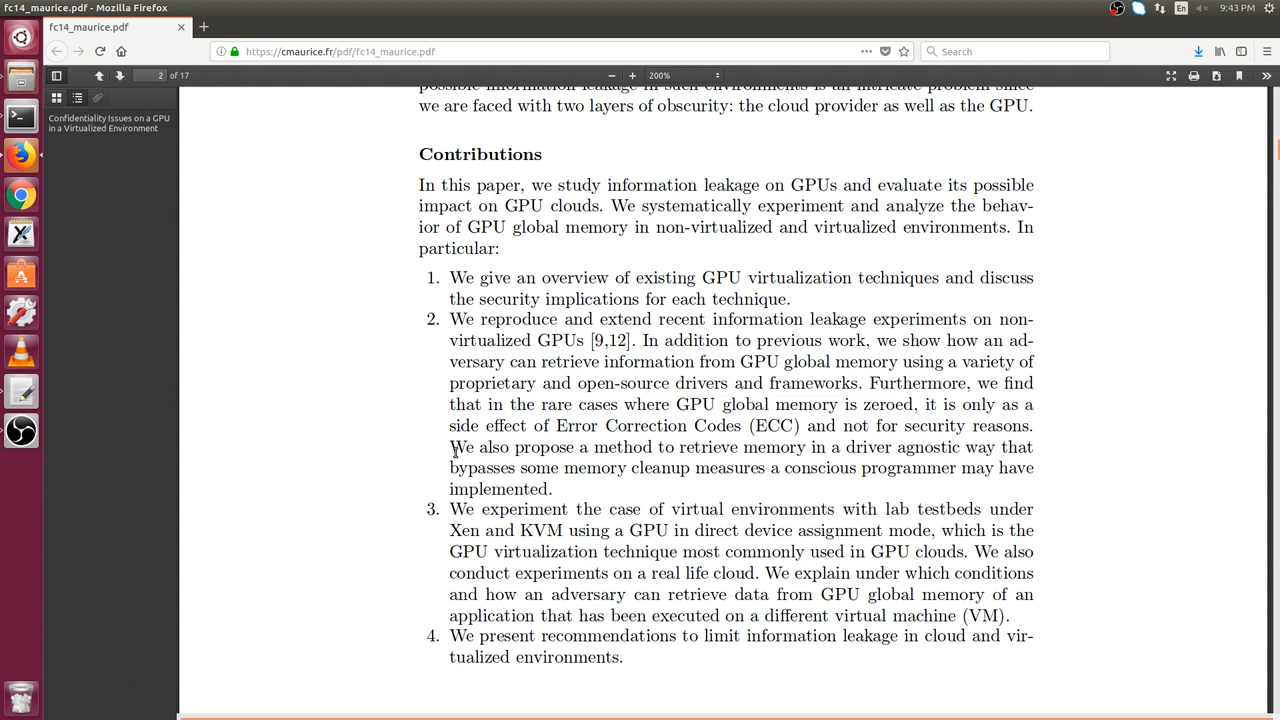 fc14_maurice.pdf - Mozilla Firefox
En
9:43 PM
fc14_maurice.pdf
https://cmaurice.fr/pdf/fc14_maurice.pdf
Search
2 of 17
200%
Confidentiality Issues on a GPU
in a Virtualized Environment
possible information leakage in such environments is an intricate problem since
we are faced with two layers of obscurity: the cloud provider as well as the GPU.
Contributions
In this paper, we study information leakage on GPUs and evaluate its possible
impact on GPU clouds. We systematically experiment and analyze the behav-
ior of GPU global memory in non-virtualized and virtualized environments. In
particular:
1. We give an overview of existing GPU virtualization techniques and discuss
the security implications for each technique.
2. We reproduce and extend recent information leakage experiments on non-
virtualized GPUs [9,12]. In addition to previous work, we show how an ad-
versary can retrieve information from GPU global memory using a variety of
proprietary and open-source drivers and frameworks. Furthermore, we find
that in the rare cases where GPU global memory is zeroed, it is only as a
side effect of Error Correction Codes (ECC) and not for security reasons.
We also propose a method to retrieve memory in a driver agnostic way that
bypasses some memory cleanup measures a conscious programmer may have
implemented.
3. We experiment the case of virtual environments with lab testbeds under
Xen and KVM using a GPU in direct device assignment mode, which is the
GPU virtualization technique most commonly used in GPU clouds. We also
conduct experiments on a real life cloud. We explain under which conditions
and how an adversary can retrieve data from GPU global memory of an
application that has been executed on a different virtual machine (VM).
4. We present recommendations to limit information leakage in cloud and vir-
tualized environments.